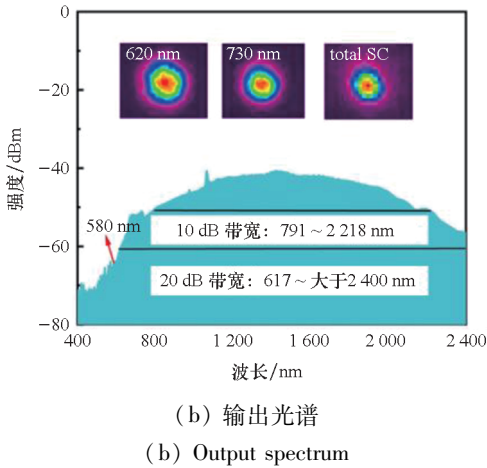 0
620 nm
730 nm
total SC
−20
−40
强度/dBm
580 nm
10 dB 带宽：791～2 218 nm
−60
20 dB 带宽：617～大于2 400 nm
−80
400 800 1 200 1 600 2 000 2 400
波长/nm
（b）输出光谱
(b) Output spectrum